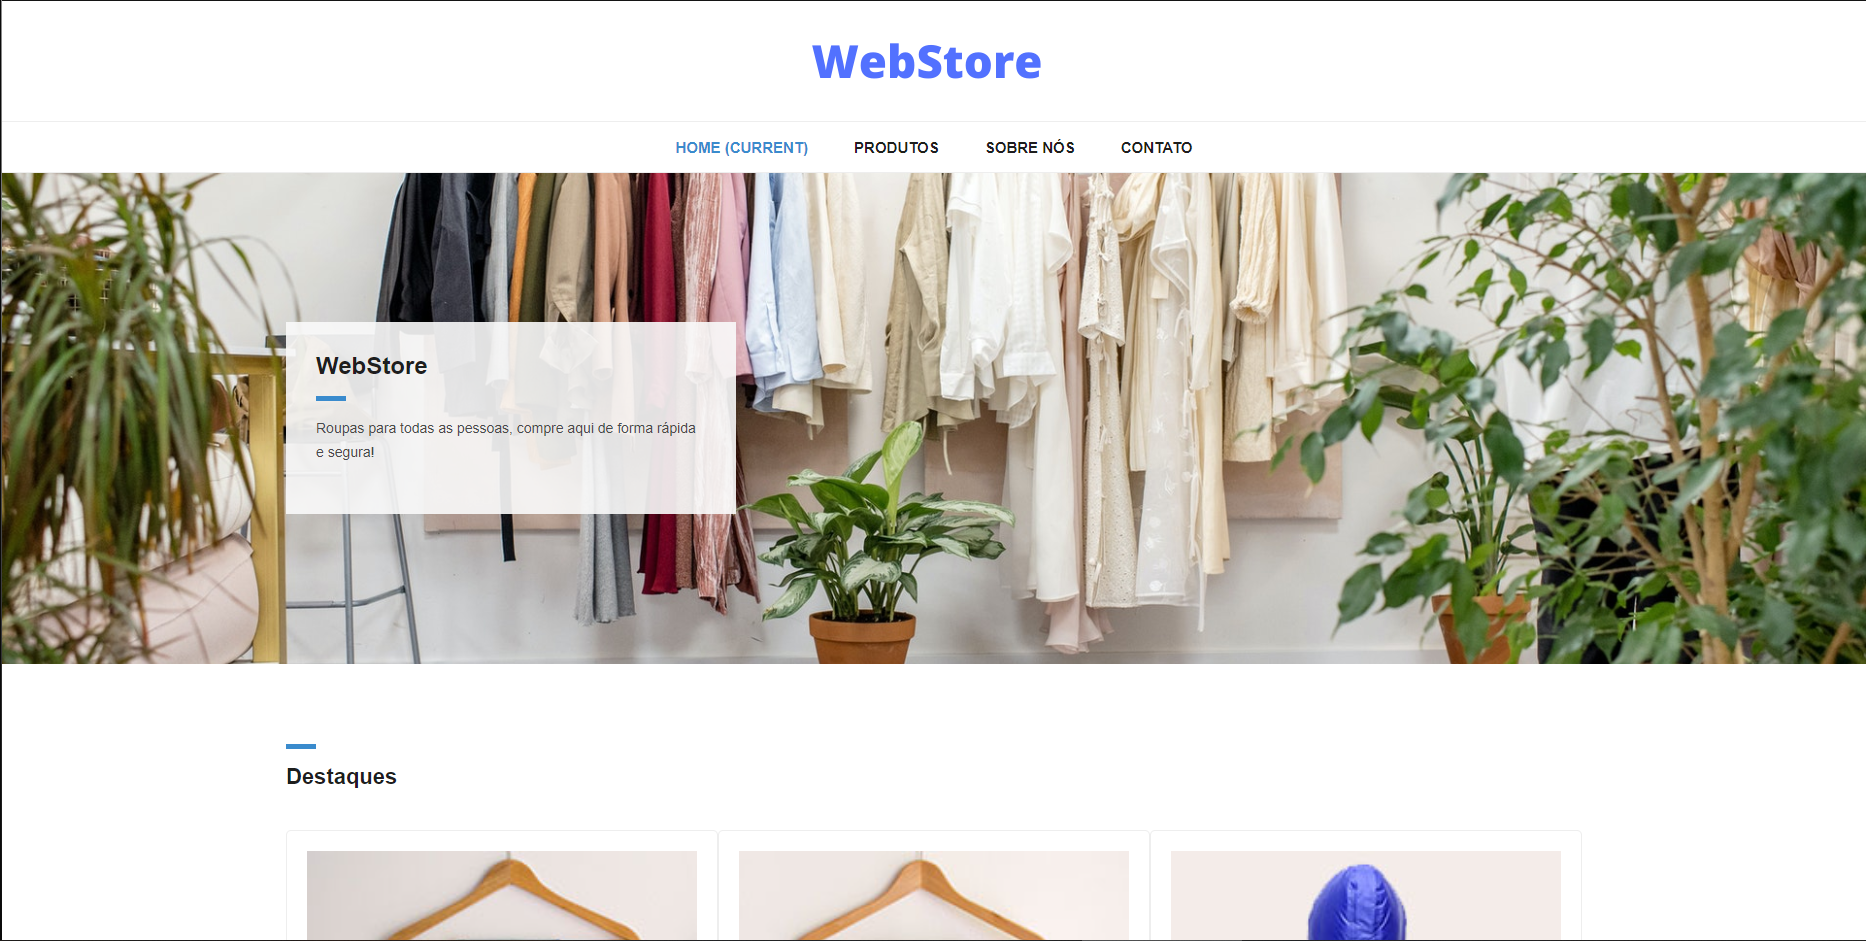 WebStore
HOME (CURRENT) PRODUTOS SOBRE NÓS CONTATO
WebStore
Roupas para todas as pessoas, compre aqui de forma rápida
e segura!
Destaques